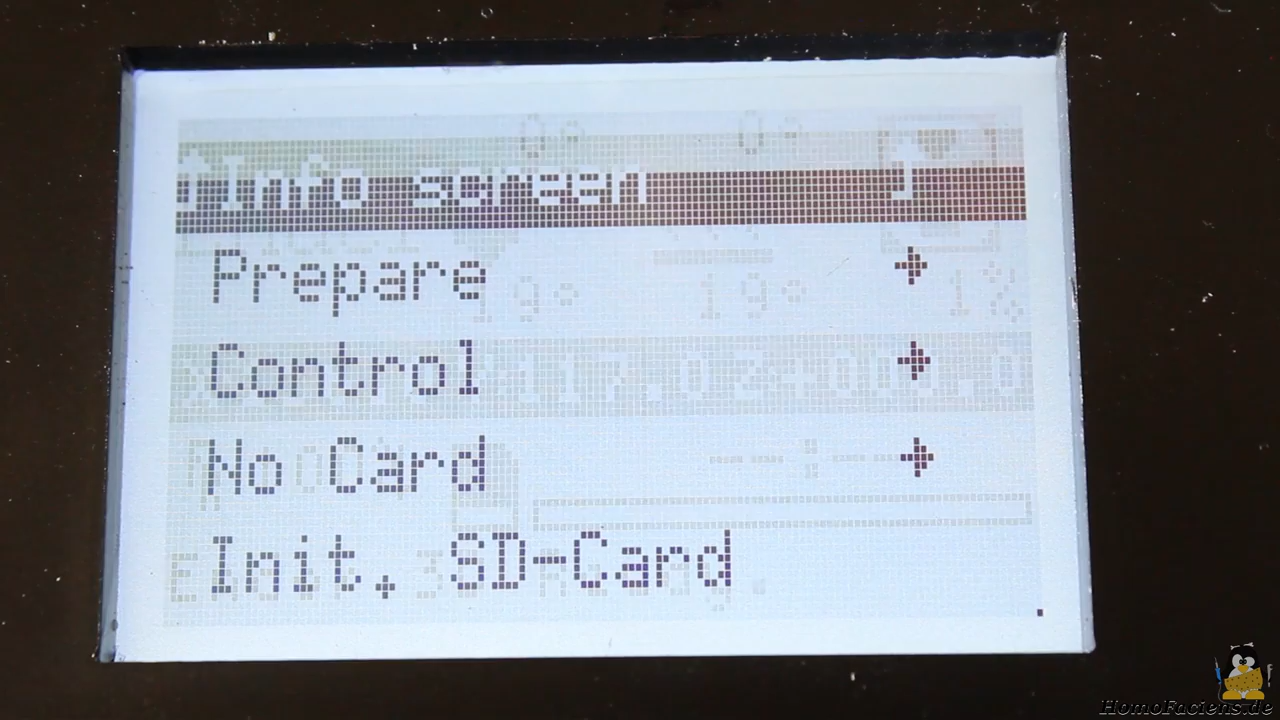 ↑Info screen
Prepare →
Control →
No Card →
Init. SD-Card
HomoFaciens.de